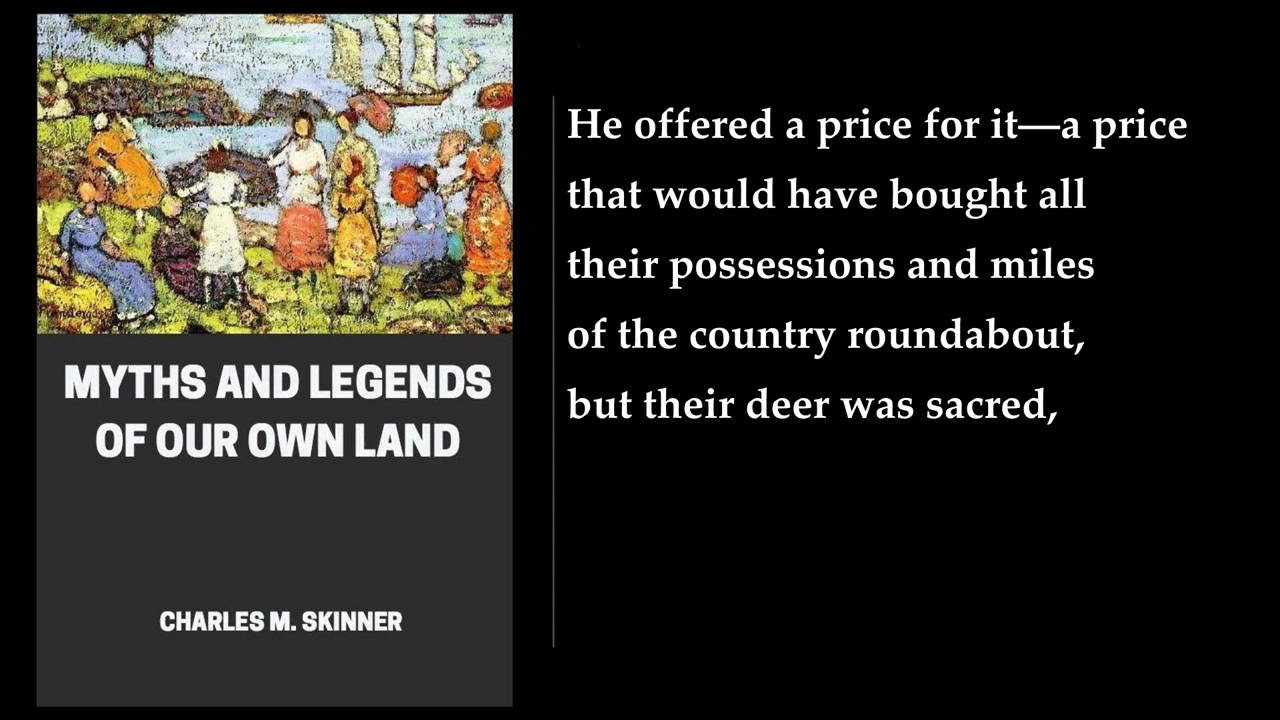 MYTHS AND LEGENDS
OF OUR OWN LAND
CHARLES M. SKINNER
He offered a price for it—a price
that would have bought all
their possessions and miles
of the country roundabout,
but their deer was sacred,